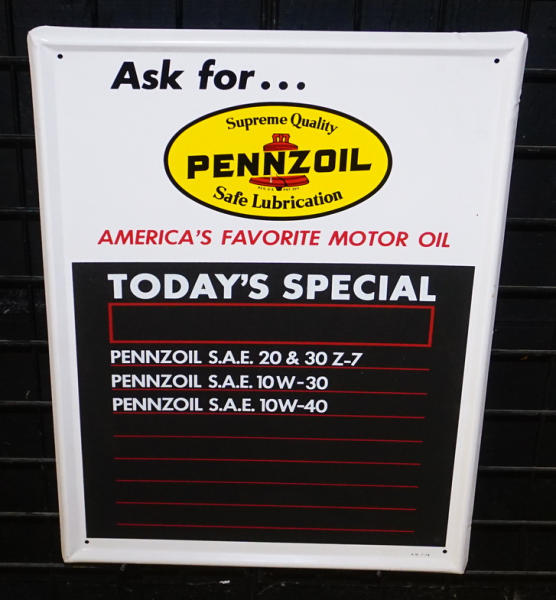 Ask for...
Supreme Quality
PENNZOIL
Safe Lubrication
AMERICA'S FAVORITE MOTOR OIL
TODAY'S SPECIAL
PENNZOIL S.A.E. 20 & 30 Z-7
PENNZOIL S.A.E. 10W-30
PENNZOIL S.A.E. 10W-40